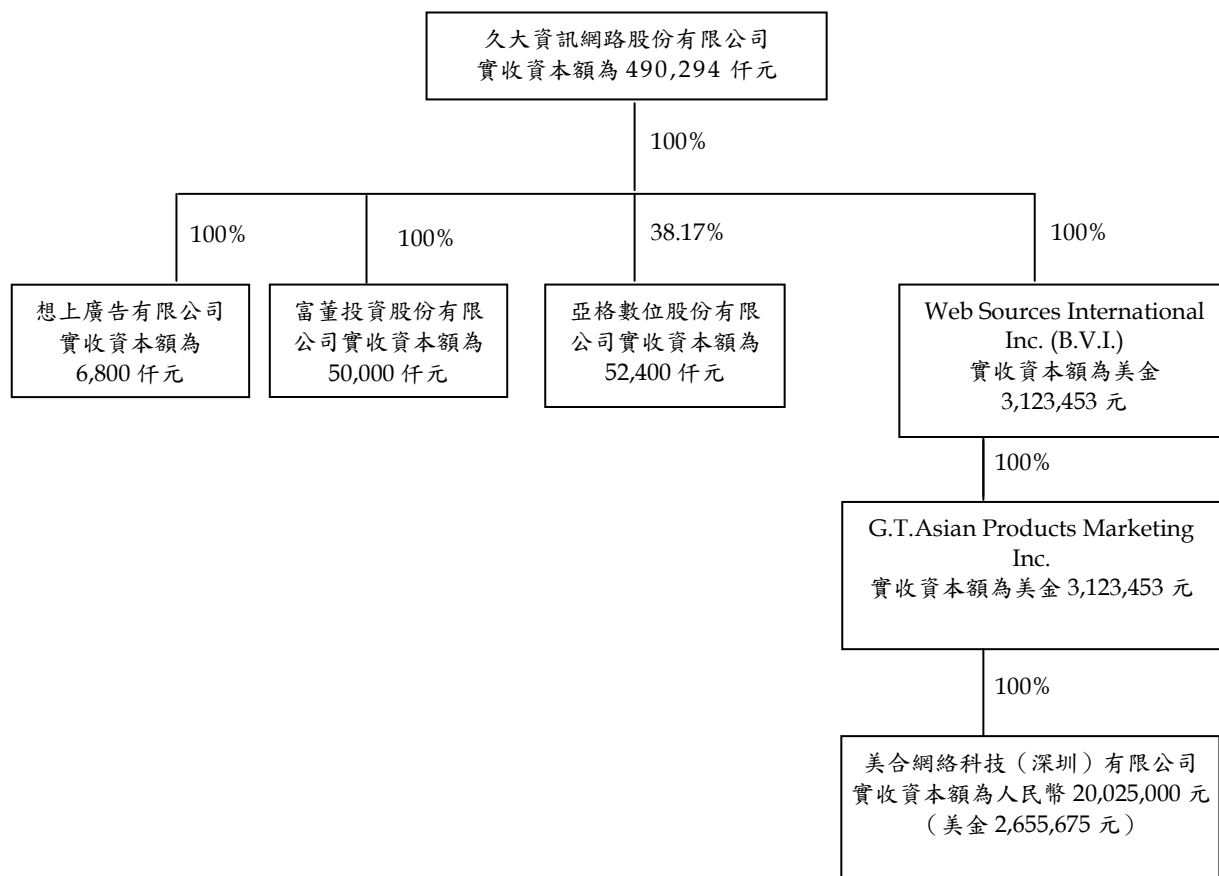 久大資訊網路股份有限公司
實收資本額為 490,294 仟元
100%
100%
100%
38.17%
100%
想上廣告有限公司
實收資本額為
6,800 仟元
富董投資股份有限
公司實收資本額為
50,000 仟元
亞格數位股份有限
公司實收資本額為
52,400 仟元
Web Sources International
Inc. (B.V.I.)
實收資本額為美金
3,123,453 元
100%
G.T.Asian Products Marketing
Inc.
實收資本額為美金 3,123,453 元
100%
美合網絡科技（深圳）有限公司
實收資本額為人民幣 20,025,000 元
（美金 2,655,675 元）